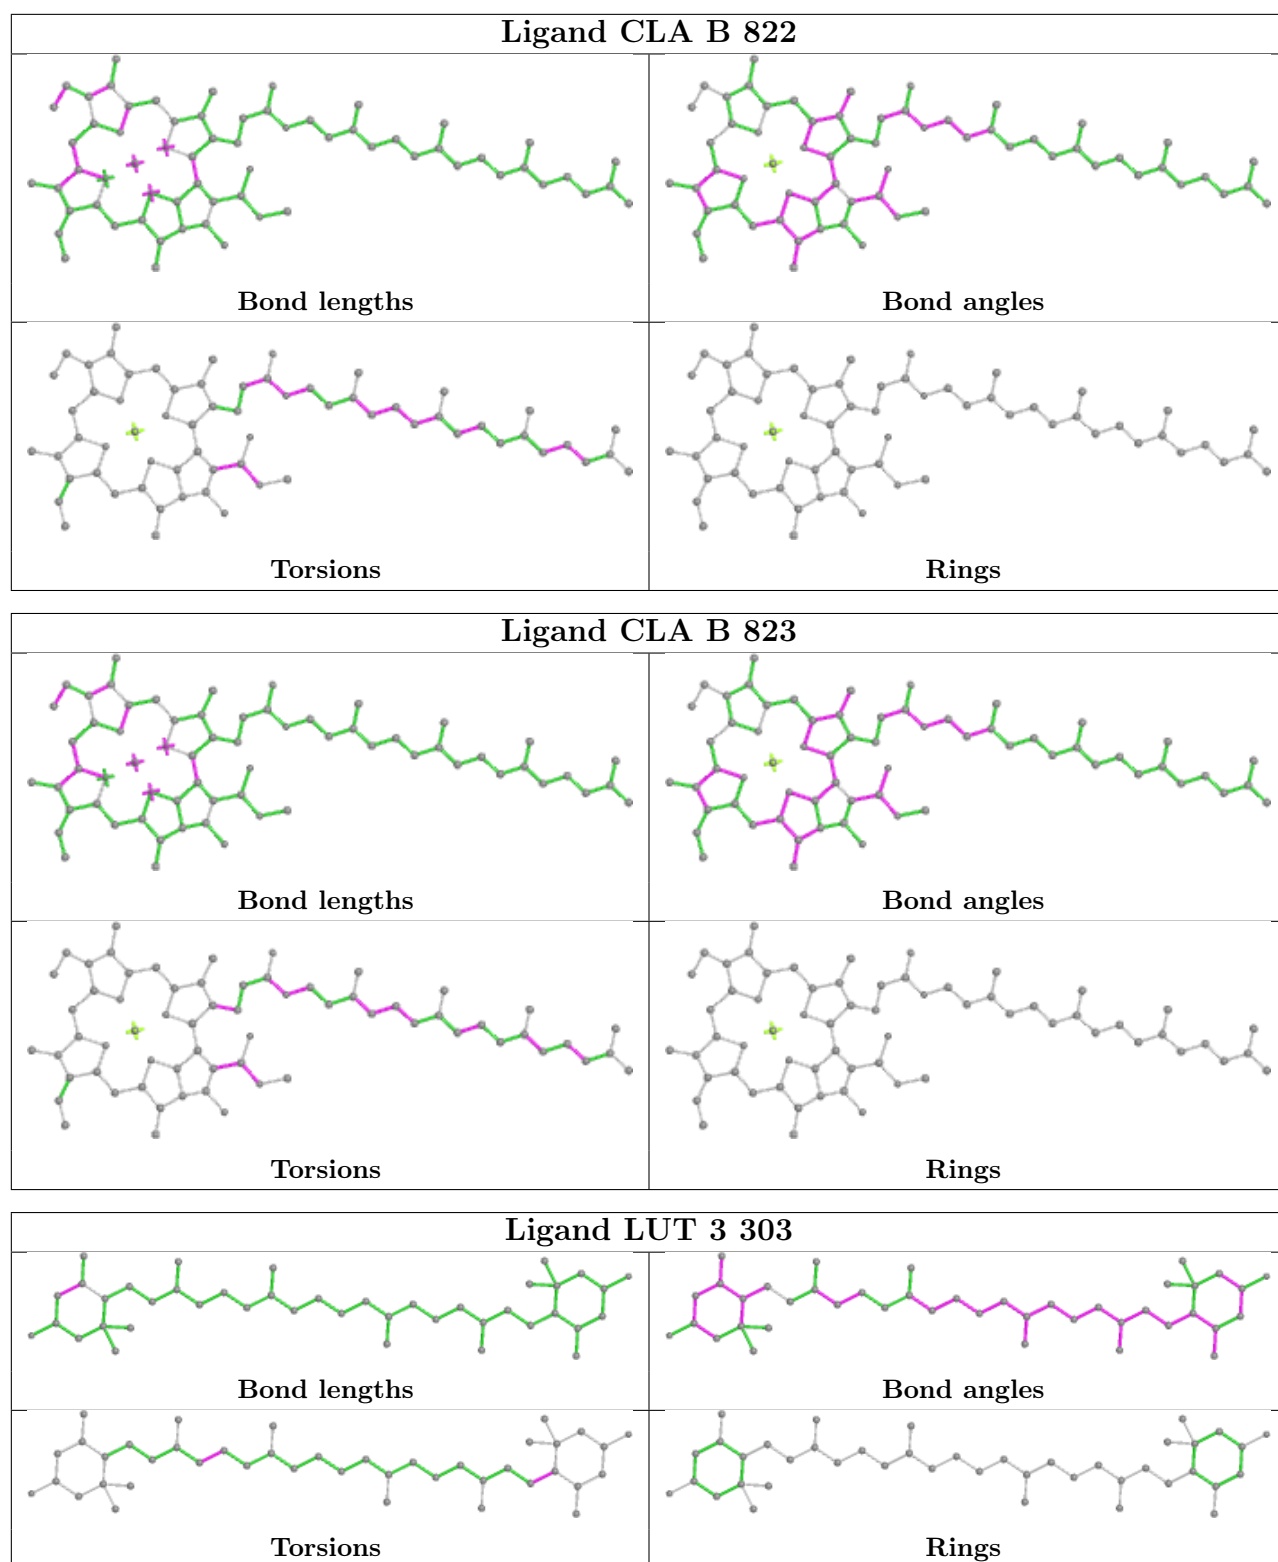 Ligand CLA B 822
Bond lengths
Bond angles
Torsions
Rings
Ligand CLA B 823
Bond lengths
Bond angles
Torsions
Rings
Ligand LUT 3 303
Bond lengths
Bond angles
Torsions
Rings